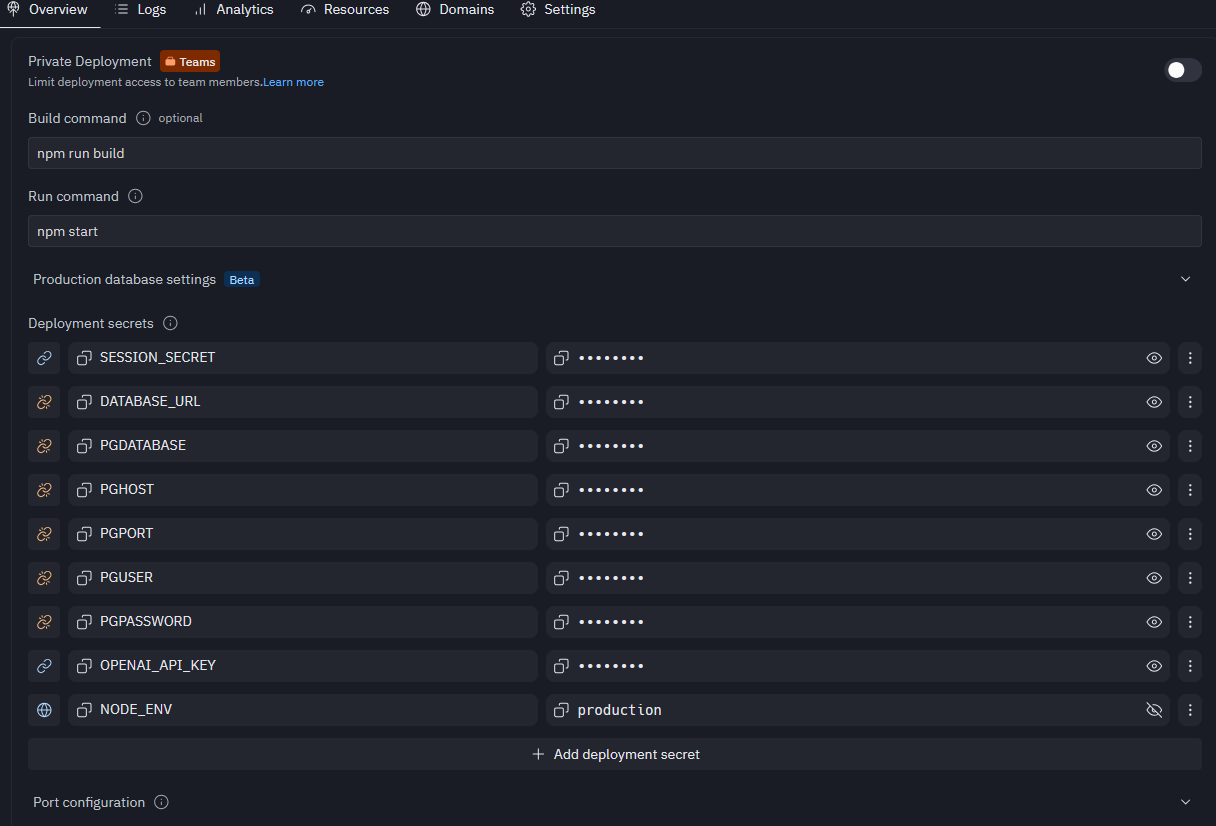 Overview Logs Analytics Resources Domains Settings
Private Deployment Teams
Limit deployment access to team members.Learn more
Build command optional
npm run build
Run command
npm start
Production database settings Beta
Deployment secrets
SESSION_SECRET ••••••••
DATABASE_URL ••••••••
PGDATABASE ••••••••
PGHOST ••••••••
PGPORT ••••••••
PGUSER ••••••••
PGPASSWORD ••••••••
OPENAI_API_KEY ••••••••
NODE_ENV production
Add deployment secret
Port configuration